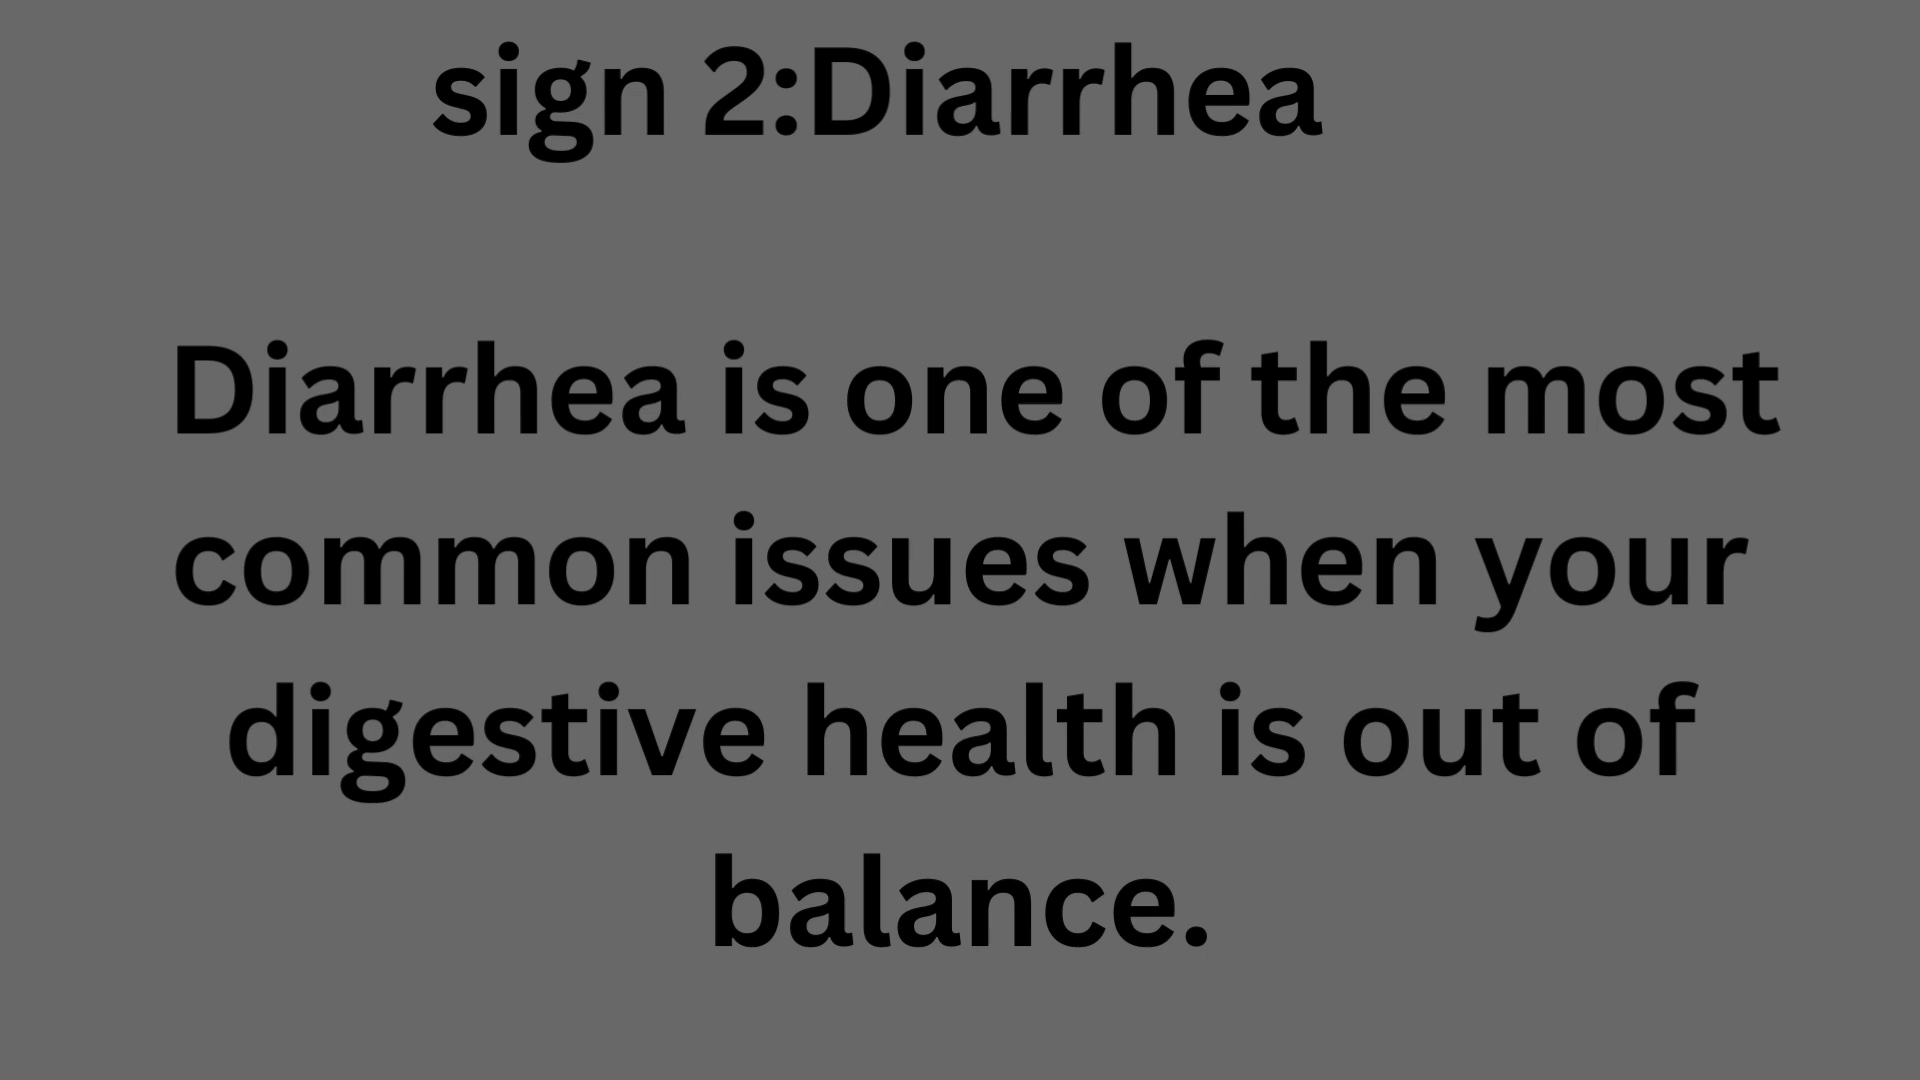 sign 2:Diarrhea
Diarrhea is one of the most
common issues when your
digestive health is out of
balance.